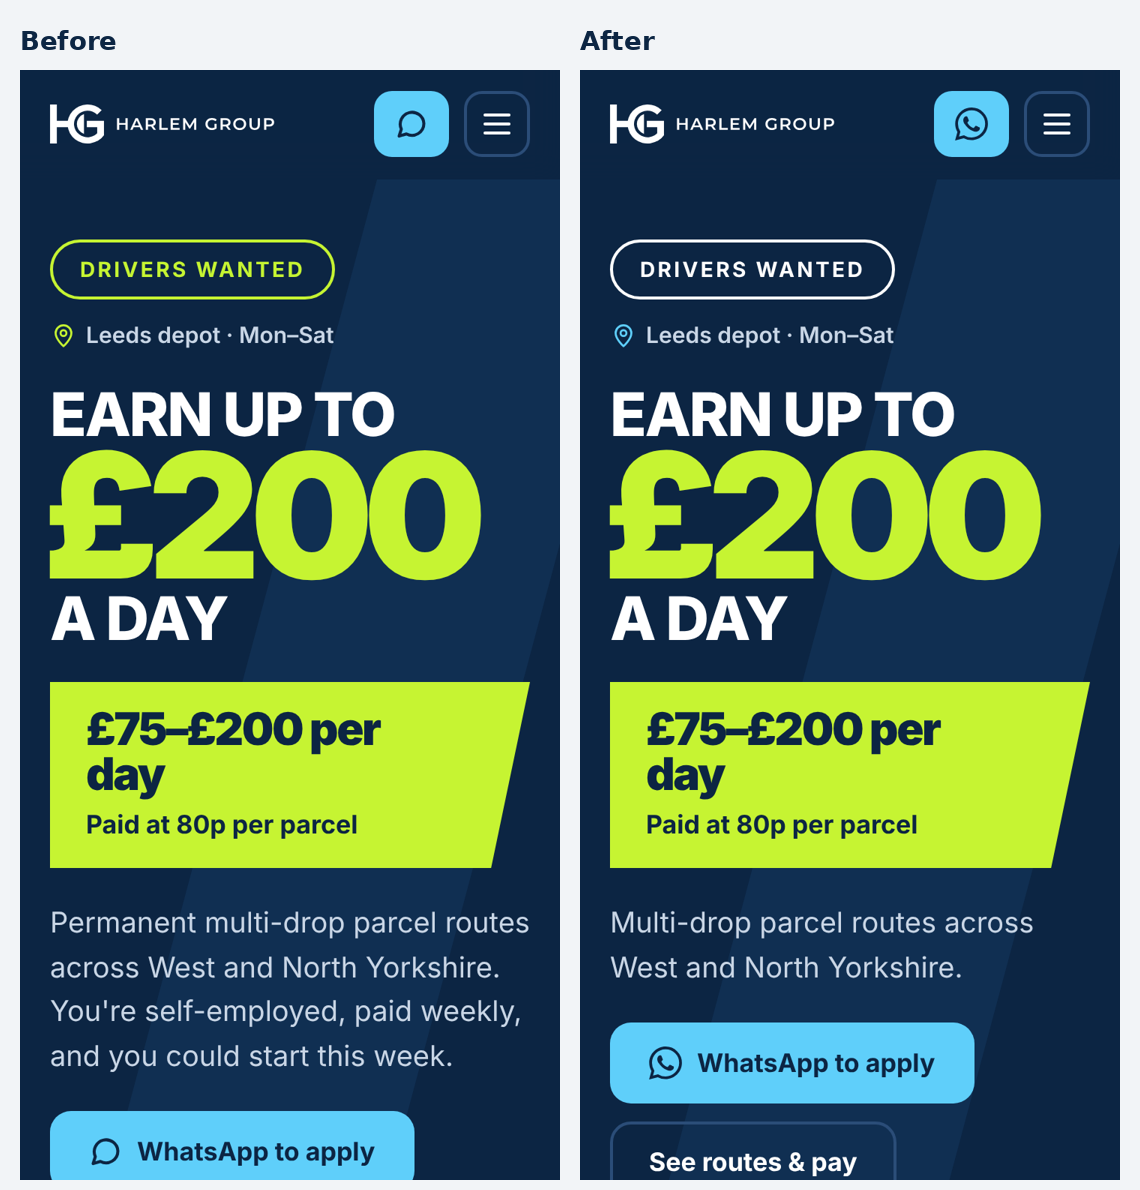 Before
HG HARLEM GROUP
DRIVERS WANTED
Leeds depot · Mon–Sat
EARN UP TO
£200
A DAY
£75–£200 per
day
Paid at 80p per parcel
Permanent multi-drop parcel routes
across West and North Yorkshire.
You're self-employed, paid weekly,
and you could start this week.
WhatsApp to apply
After
HG HARLEM GROUP
DRIVERS WANTED
Leeds depot · Mon–Sat
EARN UP TO
£200
A DAY
£75–£200 per
day
Paid at 80p per parcel
Multi-drop parcel routes across
West and North Yorkshire.
WhatsApp to apply
See routes & pay